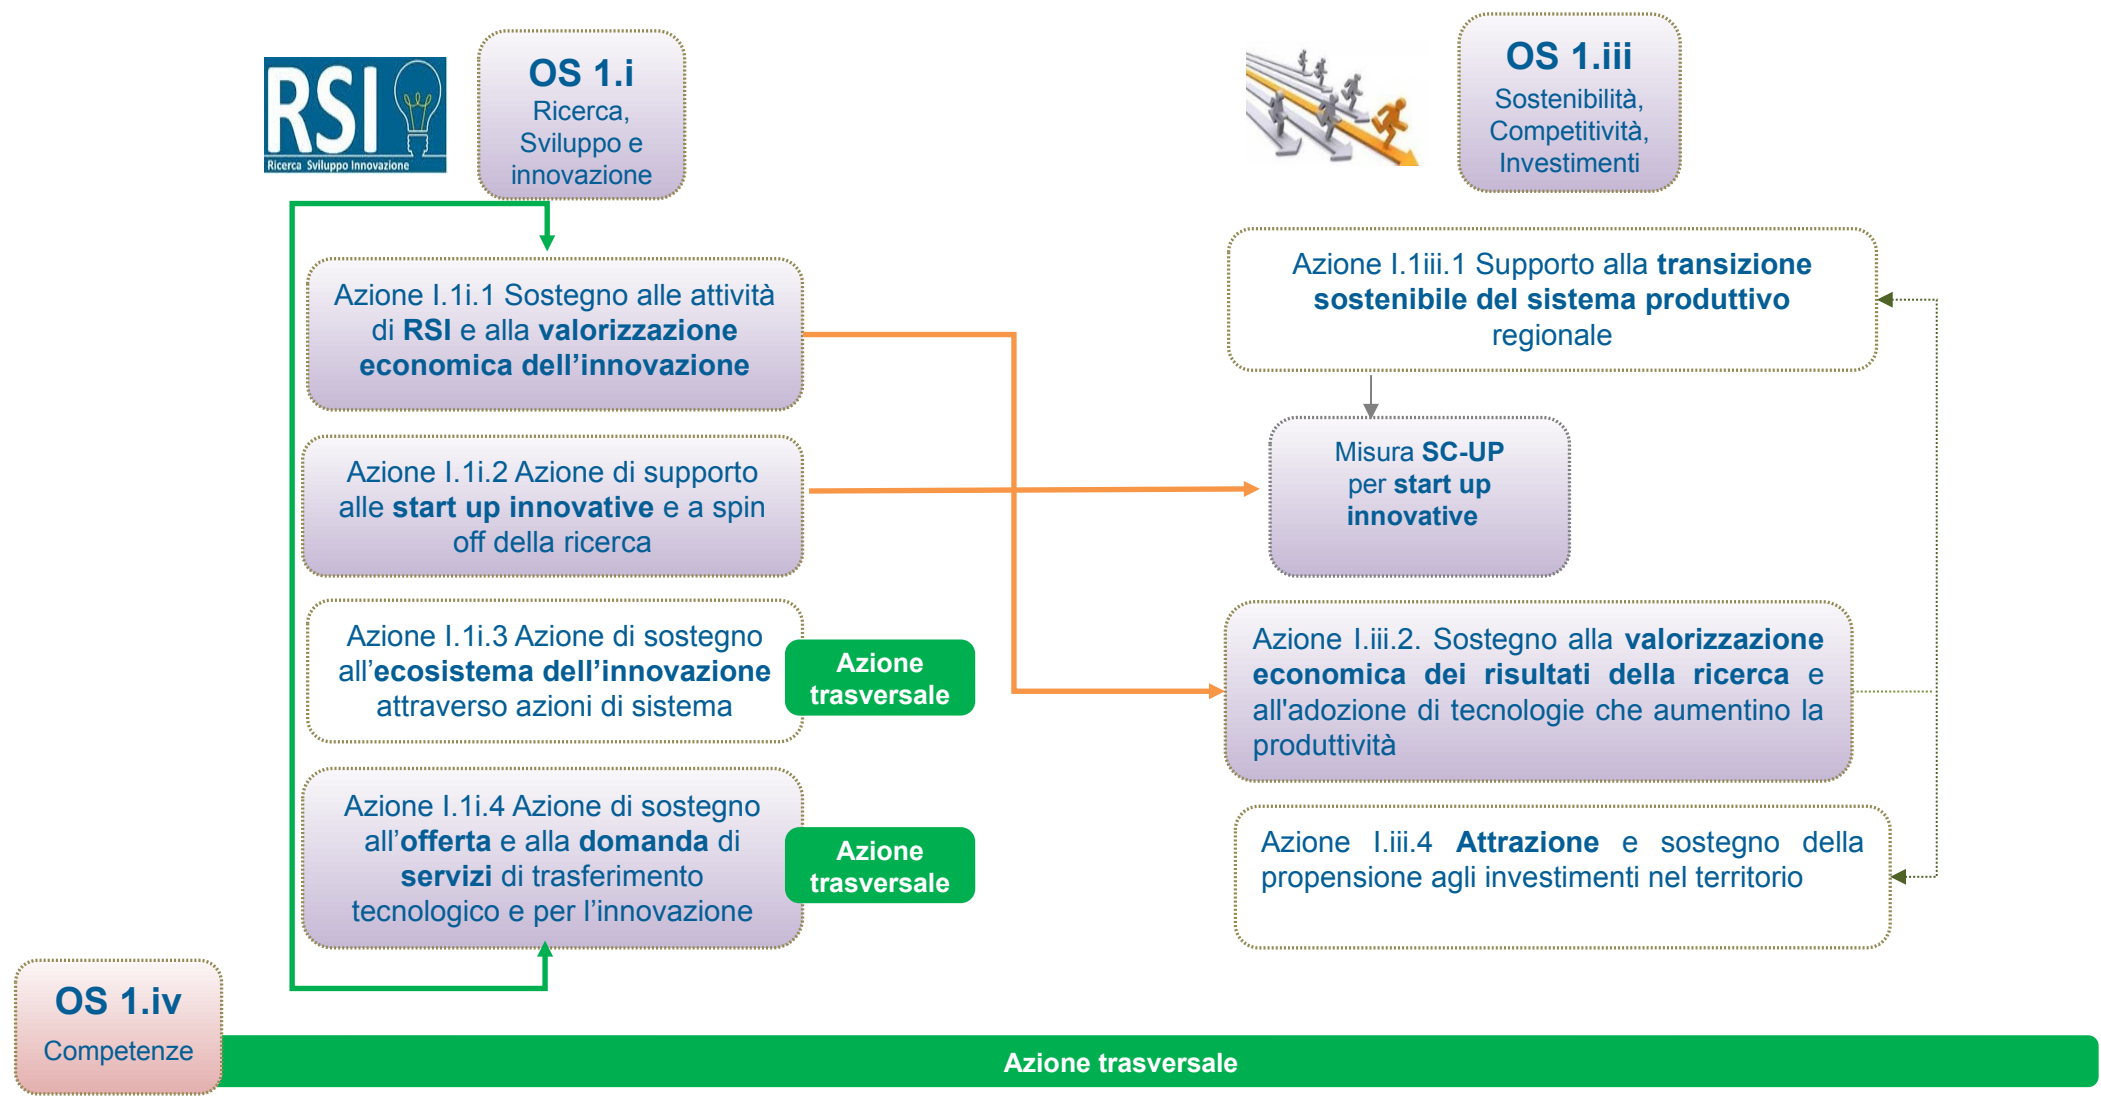 RSI
Ricerca Sviluppo Innovazione
OS 1.i
Ricerca,
Sviluppo e
innovazione
OS 1.iii
Sostenibilità,
Competitività,
Investimenti
Azione I.1i.1 Sostegno alle attività
di RSI e alla valorizzazione
economica dell’innovazione
Azione I.1i.2 Azione di supporto
alle start up innovative e a spin
off della ricerca
Azione I.1i.3 Azione di sostegno
all’ecosistema dell’innovazione
attraverso azioni di sistema
Azione
trasversale
Azione I.1i.4 Azione di sostegno
all’offerta e alla domanda di
servizi di trasferimento
tecnologico e per l’innovazione
Azione
trasversale
Azione I.1iii.1 Supporto alla transizione
sostenibile del sistema produttivo
regionale
Misura SC-UP
per start up
innovative
Azione I.iii.2. Sostegno alla valorizzazione
economica dei risultati della ricerca e
all'adozione di tecnologie che aumentino la
produttività
Azione I.iii.4 Attrazione e sostegno della
propensione agli investimenti nel territorio
OS 1.iv
Competenze
Azione trasversale